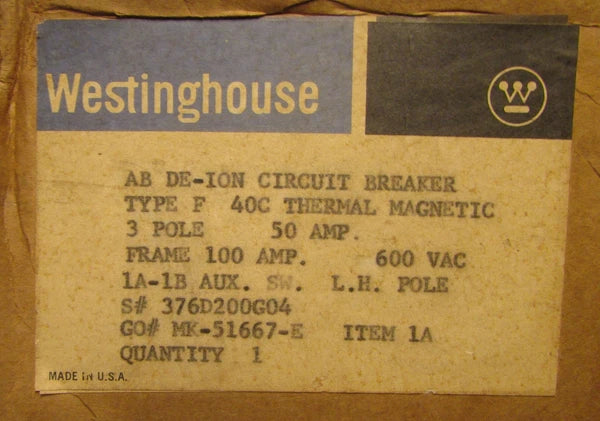 Westinghouse
AB DE-ION CIRCUIT BREAKER
TYPE F 40C THERMAL MAGNETIC
3 POLE 50 AMP.
FRAME 100 AMP. 600 VAC
1A-1B AUX. SW. L.H. POLE
S# 376D200G04
GO# MK-51667-E ITEM 1A
QUANTITY 1
MADE IN U.S.A.